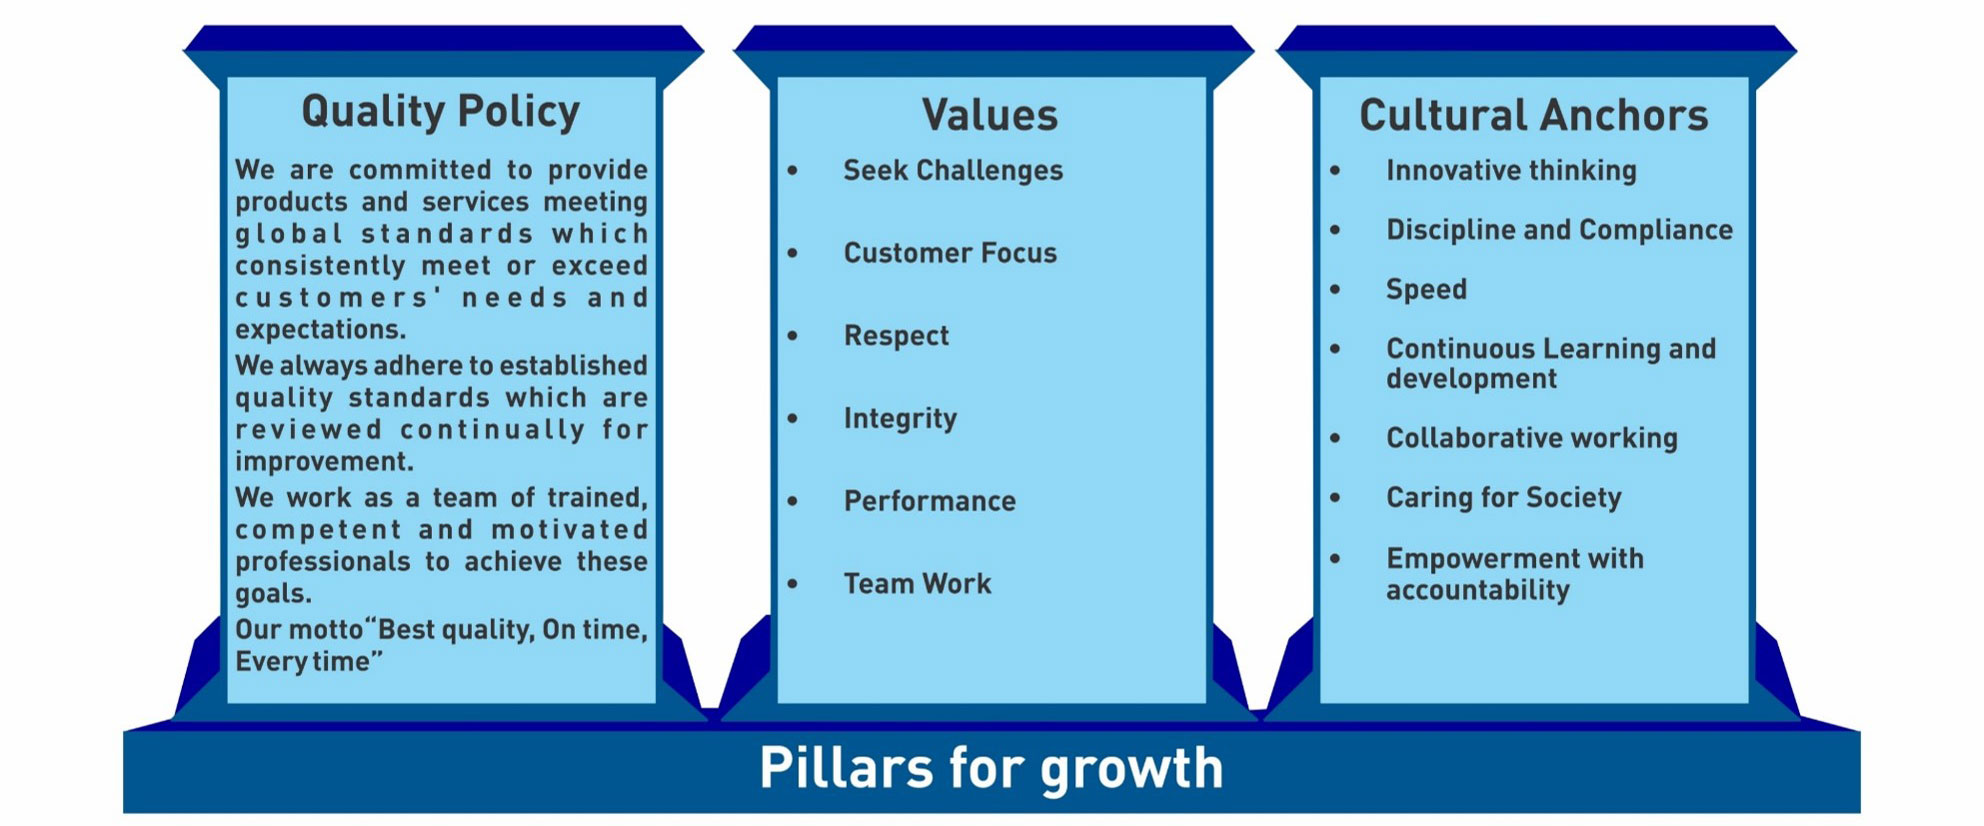 Quality Policy
We are committed to provide
products and services meeting
global standards which
consistently meet or exceed
customers' needs and
expectations.
We always adhere to established
quality standards which are
reviewed continually for
improvement.
We work as a team of trained,
competent and motivated
professionals to achieve these
goals.
Our motto“Best quality, On time,
Every time”
Values
• Seek Challenges
• Customer Focus
• Respect
• Integrity
• Performance
• Team Work
Cultural Anchors
• Innovative thinking
• Discipline and Compliance
• Speed
• Continuous Learning and
development
• Collaborative working
• Caring for Society
• Empowerment with
accountability
Pillars for growth